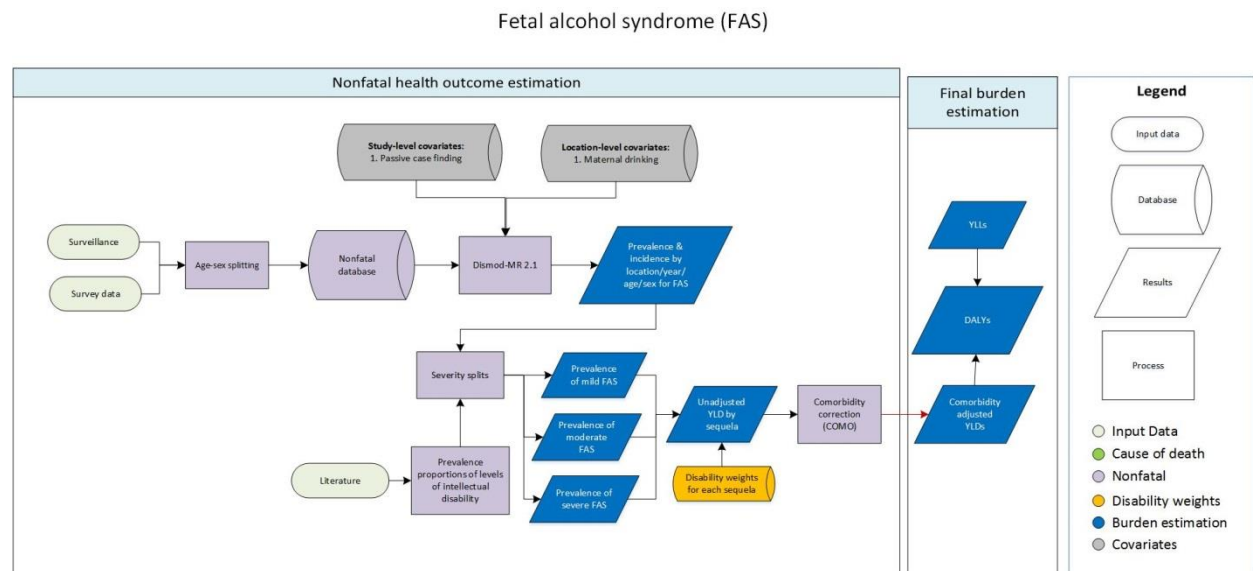 Fetal alcohol syndrome (FAS)
Nonfatal health outcome estimation
Study-level covariates:
1. Passive case finding
Location-level covariates:
1. Maternal drinking
Surveillance
Survey data
Age-sex splitting
Nonfatal
database
Dismod-MR 2.1
Prevalence &
incidence by
location/year/
age/sex for FAS
Severity splits
Literature
Prevalence
proportions of levels
of intellectual
disability
Prevalence
of mild FAS
Prevalence of
moderate
FAS
Prevalence of
severe FAS
Unadjusted
YLD by
sequela
Disability weights
for each sequela
Comorbidity
correction
(COMO)
Final burden
estimation
YLLs
DALYs
Comorbidity
adjusted
YLDs
Legend
Input data
Database
Results
Process
Input Data
Cause of death
Nonfatal
Disability weights
Burden estimation
Covariates